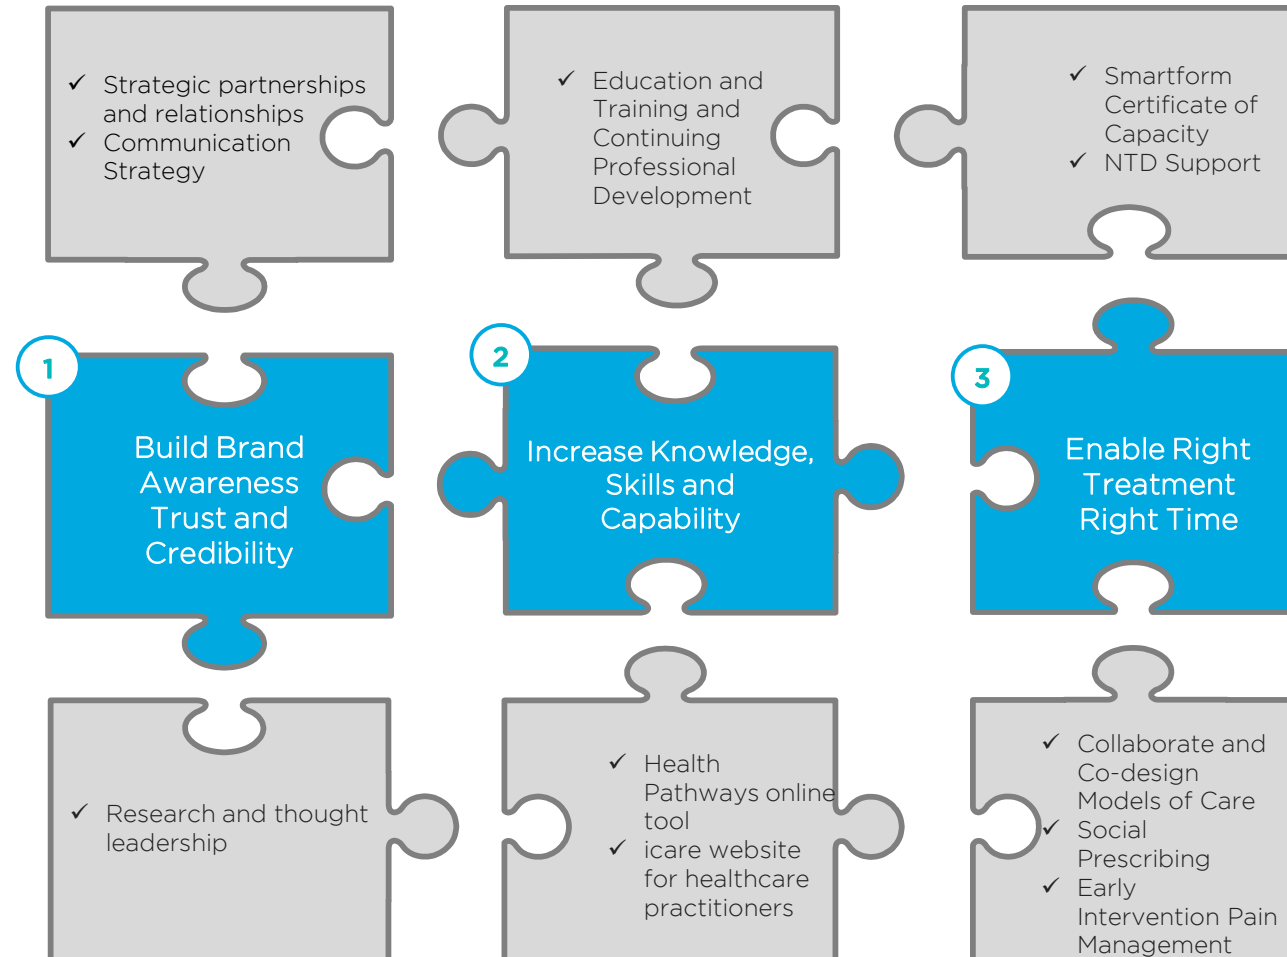 ✓ Strategic partnerships
and relationships
✓ Communication
Strategy
✓ Education and
Training and
Continuing
Professional
Development
✓ Smartform
Certificate of
Capacity
✓ NTD Support
1
Build Brand
Awareness
Trust and
Credibility
2
Increase Knowledge,
Skills and
Capability
3
Enable Right
Treatment
Right Time
✓ Research and thought
leadership
✓ Health
Pathways online
tool
✓ icare website
for healthcare
practitioners
✓ Collaborate and
Co-design
Models of Care
✓ Social
Prescribing
✓ Early
Intervention Pain
Management